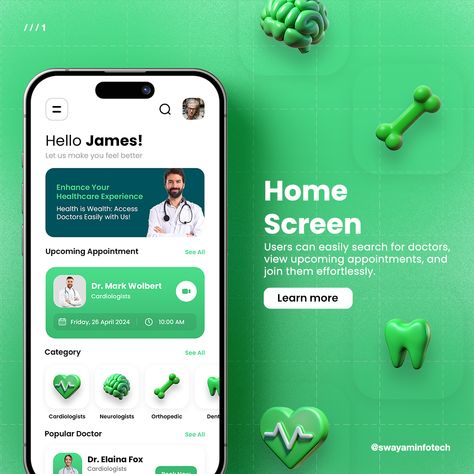 ///1
Hello James!
Let us make you feel better
Enhance Your
Healthcare Experience
Health is Wealth: Access
Doctors Easily with Us!
Upcoming Appointment
See All
Dr. Mark Wolbert
Cardiologists
Friday, 26 April 2024
10:00 AM
Category
See All
Cardiologists
Neurologists
Orthopedic
Dent
Popular Doctor
See All
Dr. Elaina Fox
Cardiologists
Book Now
Home
Screen
Users can easily search for doctors,
view upcoming appointments, and
join them effortlessly.
Learn more
@swayaminfotech